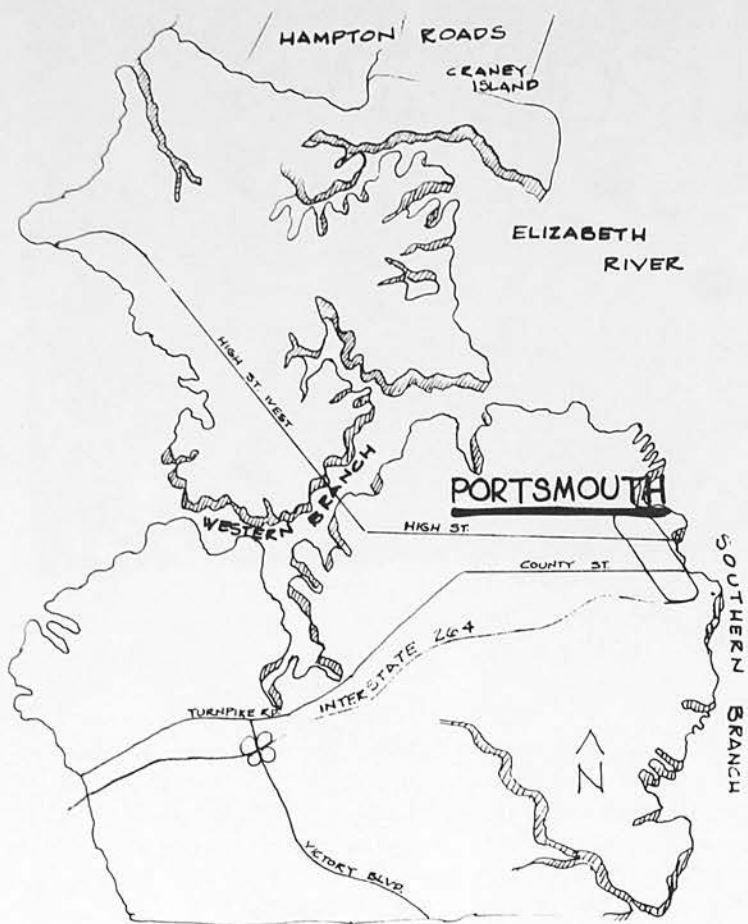 HAMPTON ROADS
CRANEY
ISLAND
ELIZABETH
RIVER
HIGH ST. WEST
WESTERN BRANCH
PORTSMOUTH
HIGH ST.
COUNTY ST.
SOUTHERN BRANCH
INTERSTATE 264
TURNPIKE RD.
N
VICTORY BLVD.